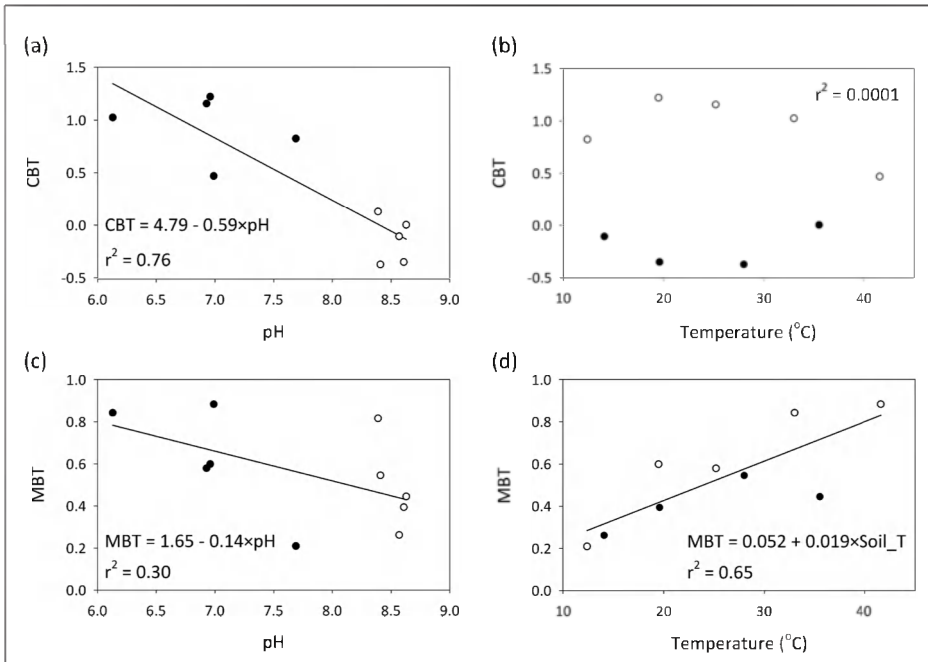 (a)
1.5
1.0
0.5
0.0
-0.5
CBT
CBT = 4.79 - 0.59×pH
r² = 0.76
6.0 6.5 7.0 7.5 8.0 8.5 9.0
pH
(b)
1.5
1.0
0.5
0.0
-0.5
CBT
r² = 0.0001
10 20 30 40
Temperature (°C)
(c)
1.0
0.8
0.6
0.4
0.2
0.0
MBT
MBT = 1.65 - 0.14×pH
r² = 0.30
6.0 6.5 7.0 7.5 8.0 8.5 9.0
pH
(d)
1.0
0.8
0.6
0.4
0.2
0.0
MBT
MBT = 0.052 + 0.019×Soil_T
r² = 0.65
10 20 30 40
Temperature (°C)